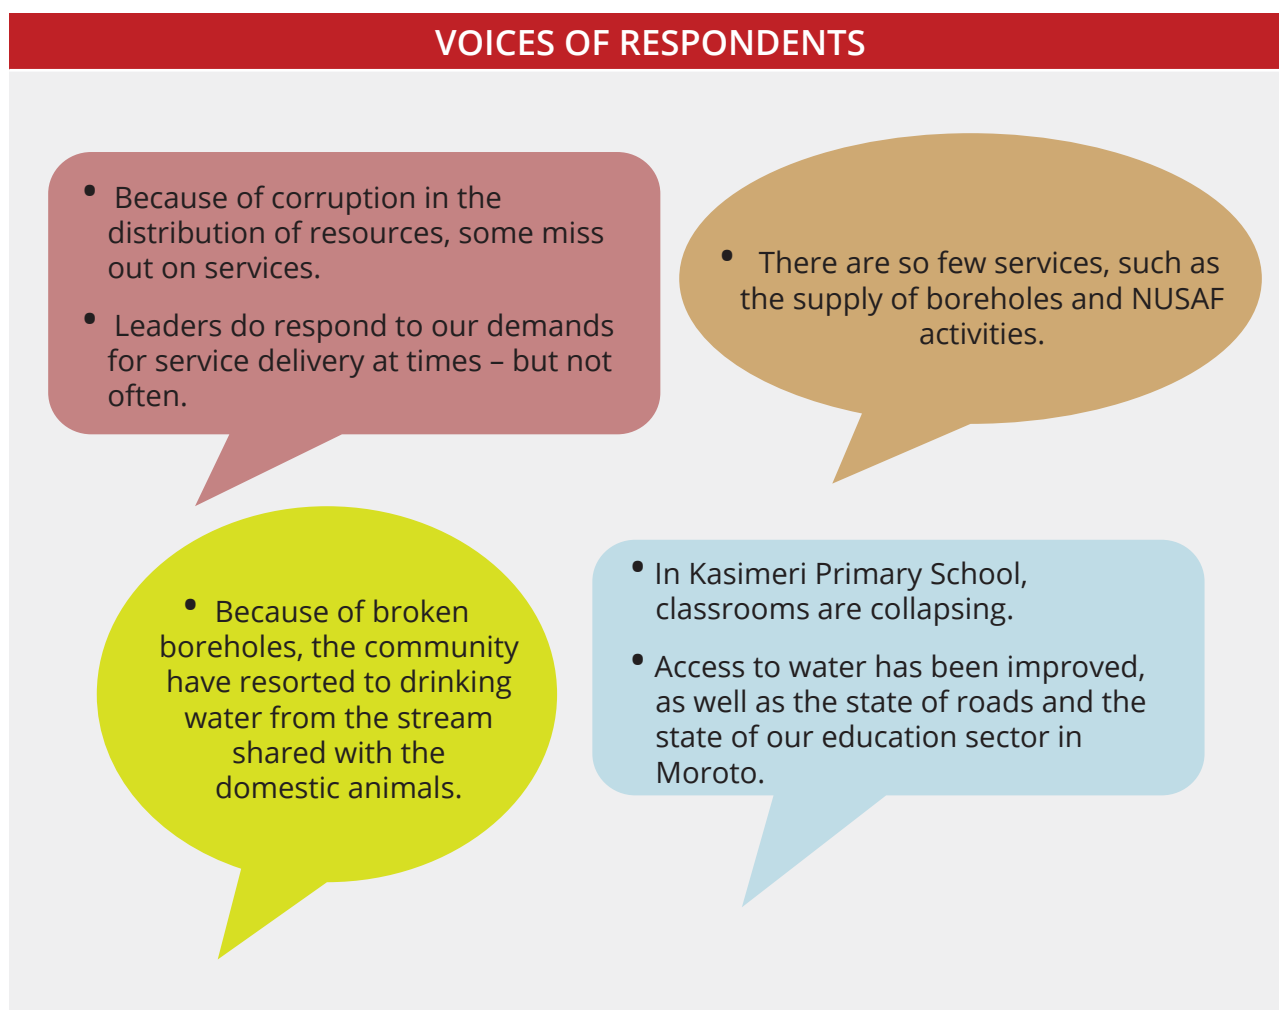 VOICES OF RESPONDENTS
• Because of corruption in the
distribution of resources, some miss
out on services.
• Leaders do respond to our demands
for service delivery at times – but not
often.
• There are so few services, such as
the supply of boreholes and NUSAF
activities.
• Because of broken
boreholes, the community
have resorted to drinking
water from the stream
shared with the
domestic animals.
• In Kasimeri Primary School,
classrooms are collapsing.
• Access to water has been improved,
as well as the state of roads and the
state of our education sector in
Moroto.